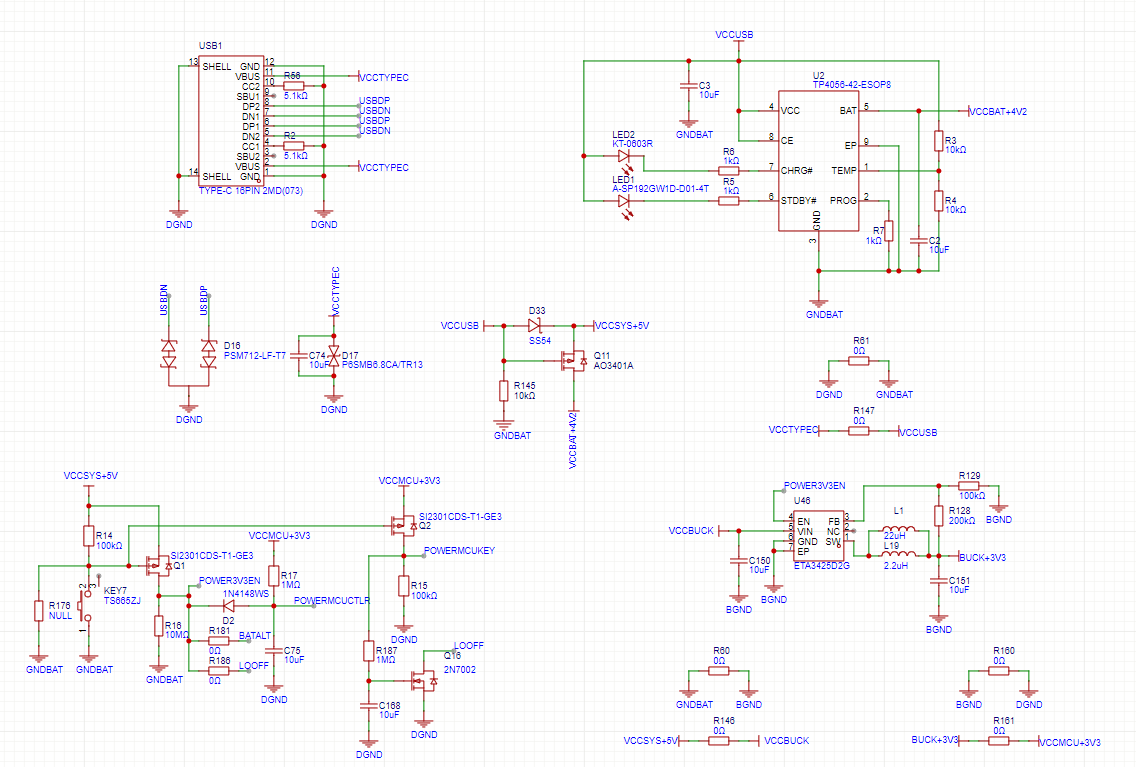 USB1
13 SHELL GND 12
VBUS 11
CC2 10
SBU1 9
DP2 8
DN1 7
DP1 6
DN2 5
CC1 4
SBU2 3
VBUS 2
14 SHELL GND 1
TYPE-C 16PIN 2MD(073)
R56
5.1kΩ
R2
5.1kΩ
VCCTYPEC
USBDP
USBDN
USBDP
USBDN
VCCTYPEC
DGND
DGND
VCCUSB
C3
10uF
GNDBAT
U2
TP4056-42-ESOP8
4 VCC BAT 5
8 CE EP 9
7 CHRG# TEMP 1
6 STDBY# PROG 2
GND
3
LED2
KT-0603R
LED1
A-SP192GW1D-D01-4T
R6
1kΩ
R5
1kΩ
VCCBAT+4V2
R3
10kΩ
R4
10kΩ
R7
1kΩ
C2
10uF
GNDBAT
USBDN
USBDP
D16
PSM712-LF-T7
DGND
VCCTYPEC
C74
10uF
D17
P6SMB6.8CA/TR13
DGND
VCCUSB
D33
SS54
VCCSYS+5V
Q11
AO3401A
R145
10kΩ
GNDBAT
VCCBAT+4V2
R61
0Ω
DGND
GNDBAT
R147
0Ω
VCCTYPEC
VCCUSB
VCCSYS+5V
R14
100kΩ
SI2301CDS-T1-GE3
Q1
R176
NULL
2
3
1
KEY7
TS665ZJ
GNDBAT
GNDBAT
R16
10MΩ
GNDBAT
POWER3V3EN
1N4148WS
D2
R181
0Ω
BATALT
R186
0Ω
LOOFF
VCCMCU+3V3
R17
1MΩ
POWERMCUCTLR
C75
10uF
DGND
VCCMCU+3V3
SI2301CDS-T1-GE3
Q2
POWERMCUKEY
R15
100kΩ
DGND
R187
1MΩ
LOOFF
Q16
2N7002
C168
10uF
DGND
DGND
POWER3V3EN
U46
4 EN FB 3
5 VIN NC 2
6 GND SW 1
7 EP
ETA3425D2G
VCCBUCK
C150
10uF
BGND
BGND
L1
22uH
L19
2.2uH
R129
100kΩ
BGND
R128
200kΩ
BUCK+3V3
C151
10uF
BGND
R60
0Ω
GNDBAT
BGND
R160
0Ω
BGND
DGND
R146
0Ω
VCCSYS+5V
VCCBUCK
R161
0Ω
BUCK+3V3
VCCMCU+3V3